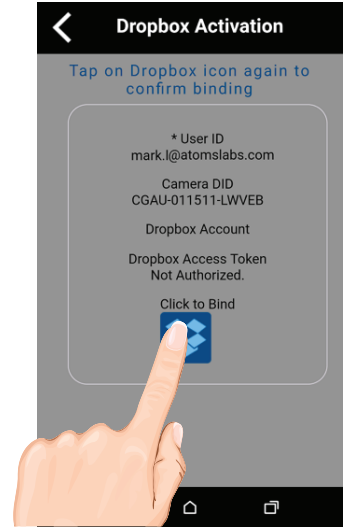 Dropbox Activation
Tap on Dropbox icon again to
confirm binding
* User ID
mark.l@atomslabs.com
Camera DID
CGAU-011511-LWVEB
Dropbox Account
Dropbox Access Token
Not Authorized.
Click to Bind